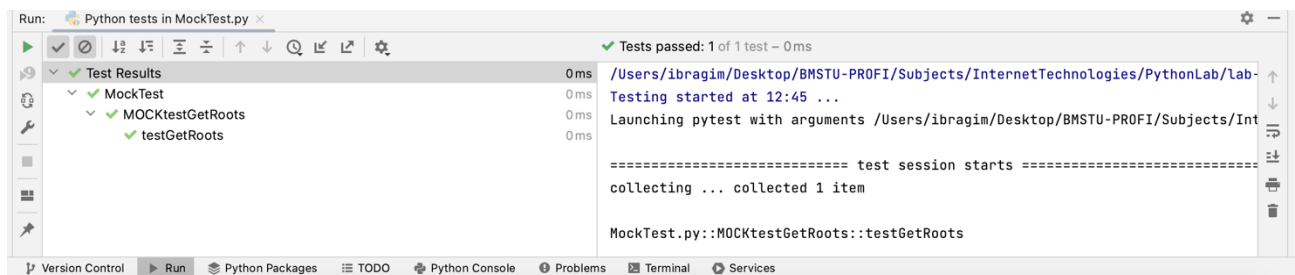 Run: Python tests in MockTest.py
Tests passed: 1 of 1 test – 0 ms
Test Results 0 ms
MockTest 0 ms
MOCKtestGetRoots 0 ms
testGetRoots 0 ms
/Users/ibragim/Desktop/BMSTU-PROFI/Subjects/InternetTechnologies/PythonLab/lab-
Testing started at 12:45 ...
Launching pytest with arguments /Users/ibragim/Desktop/BMSTU-PROFI/Subjects/Int
============================= test session starts =============================
collecting ... collected 1 item
MockTest.py::MOCKtestGetRoots::testGetRoots
Version Control Run Python Packages TODO Python Console Problems Terminal Services